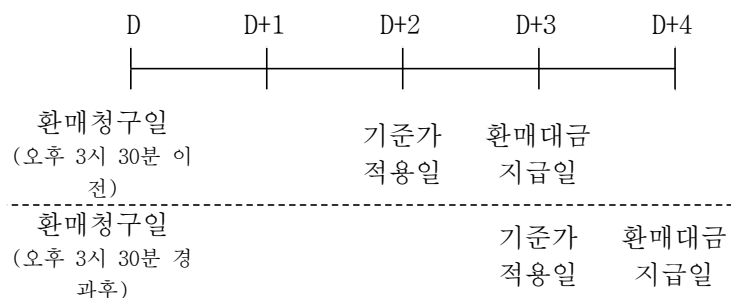 D D+1 D+2 D+3 D+4
환매청구일
(오후 3시 30분 이
전)
기준가
적용일
환매대금
지급일
환매청구일
(오후 3시 30분 경
과후)
기준가
적용일
환매대금
지급일